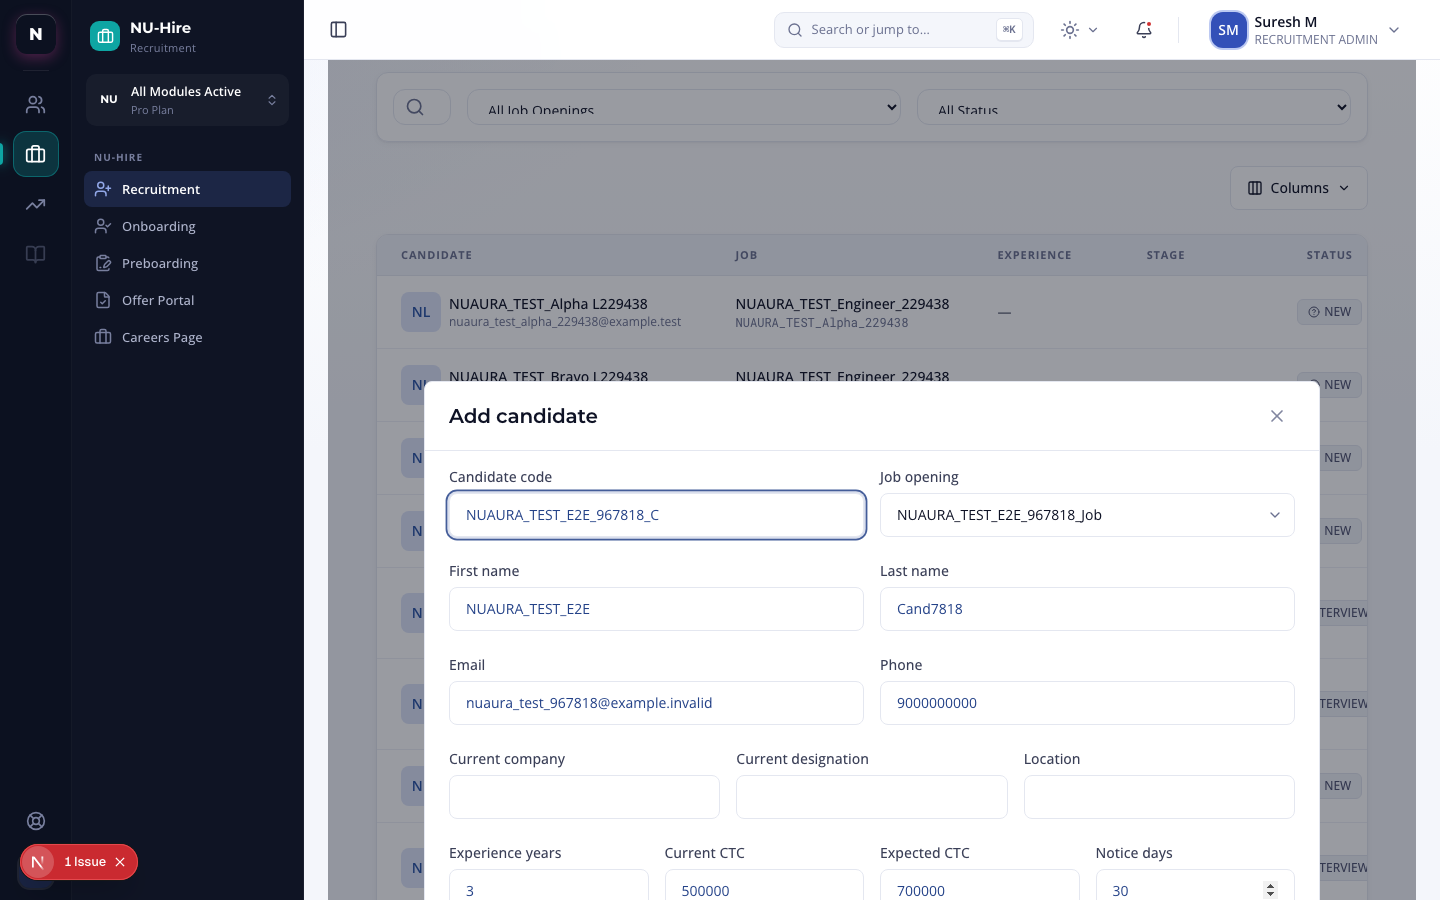 N
NU-Hire
Recruitment
Search or jump to...
⌘K
SM
Suresh M
RECRUITMENT ADMIN
NU
All Modules Active
Pro Plan
NU-HIRE
Recruitment
Onboarding
Preboarding
Offer Portal
Careers Page
N
1 Issue
All Job Openings
All Status
Columns
CANDIDATE
JOB
EXPERIENCE
STAGE
STATUS
NL
NUAURA_TEST_Alpha L229438
nuaura_test_alpha_229438@example.test
NUAURA_TEST_Engineer_229438
NUAURA_TEST_Alpha_229438
—
NEW
NUAURA_TEST_Bravo L229438
NUAURA_TEST_Engineer_229438
NEW
NEW
NEW
NEW
Add candidate
Candidate code
Job opening
NUAURA_TEST_E2E_967818_C
NUAURA_TEST_E2E_967818_Job
First name
Last name
NUAURA_TEST_E2E
Cand7818
Email
Phone
nuaura_test_967818@example.invalid
9000000000
Current company
Current designation
Location
Experience years
Current CTC
Expected CTC
Notice days
3
500000
700000
30